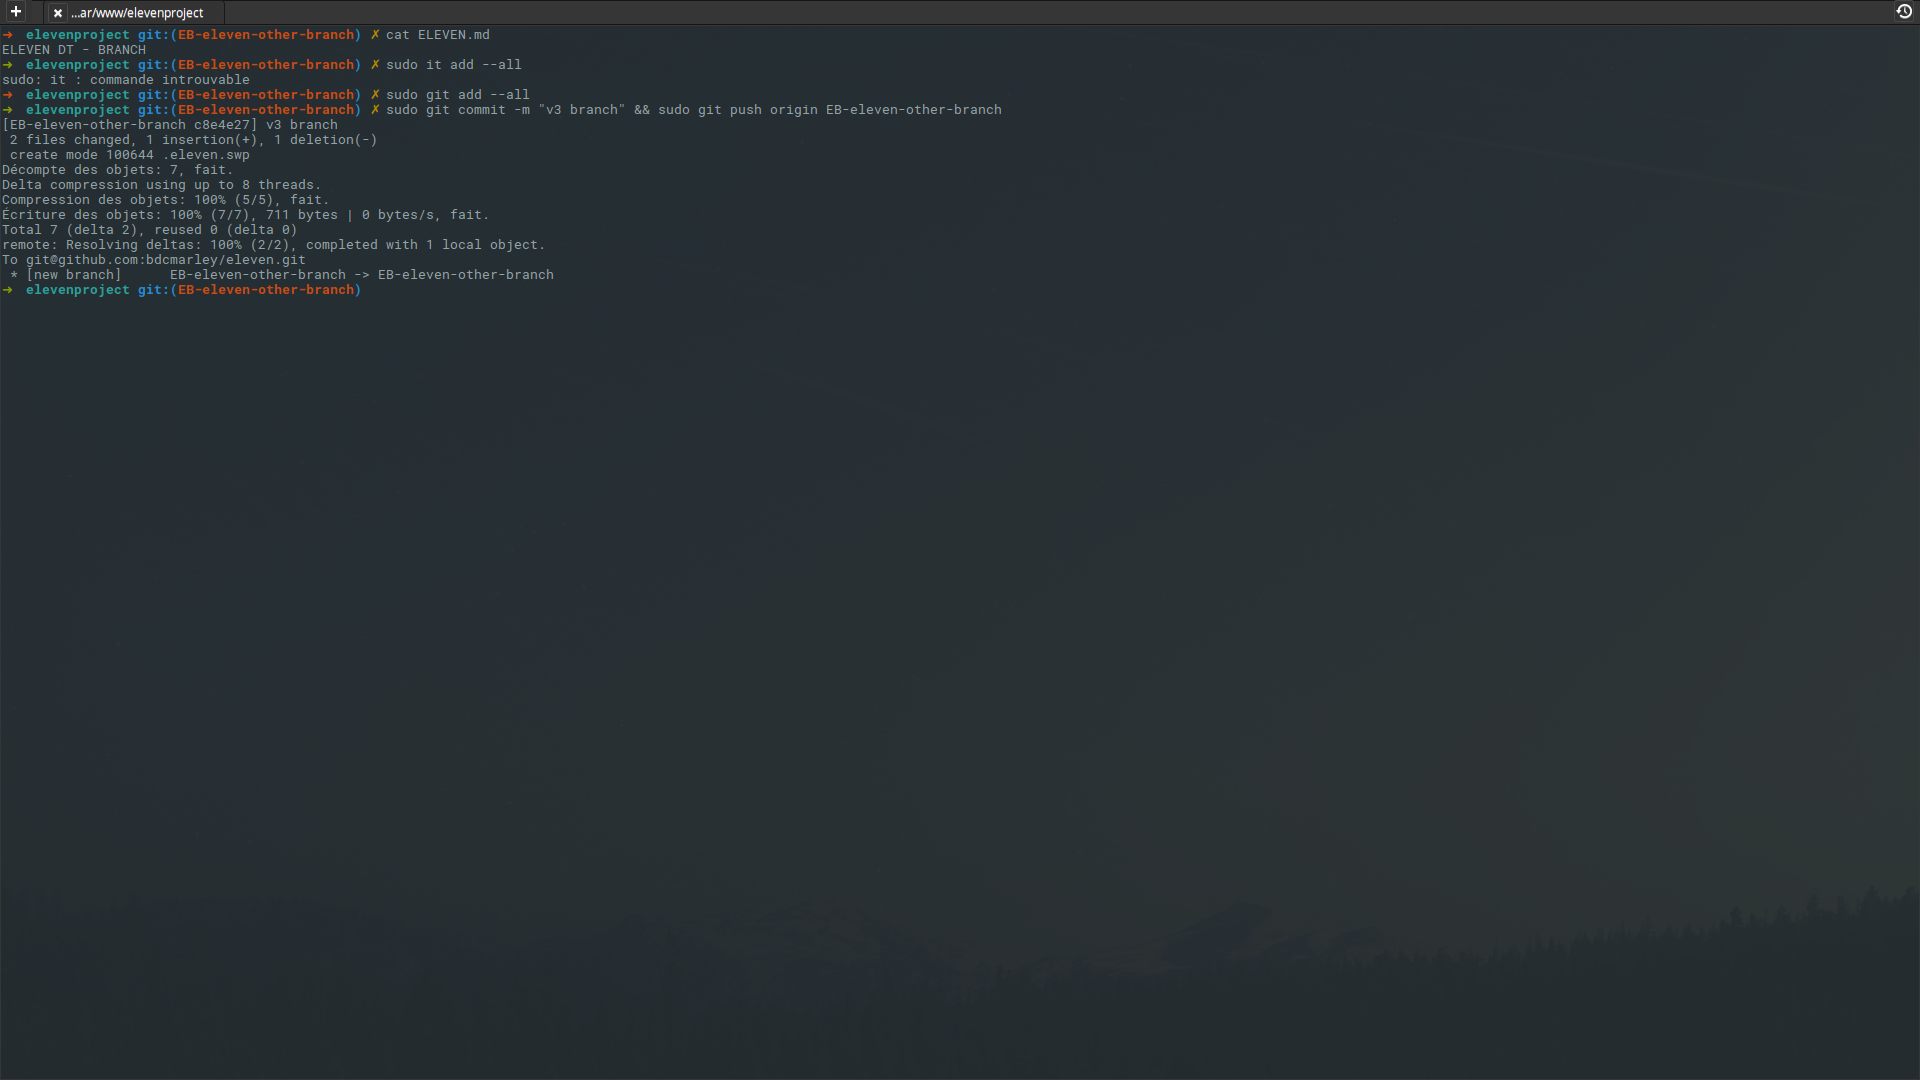 ...ar/www/elevenproject
➜  elevenproject git:(EB-eleven-other-branch) ✗ cat ELEVEN.md
ELEVEN DT - BRANCH
➜  elevenproject git:(EB-eleven-other-branch) ✗ sudo it add --all
sudo: it : commande introuvable
➜  elevenproject git:(EB-eleven-other-branch) ✗ sudo git add --all
➜  elevenproject git:(EB-eleven-other-branch) ✗ sudo git commit -m "v3 branch" && sudo git push origin EB-eleven-other-branch
[EB-eleven-other-branch c8e4e27] v3 branch
 2 files changed, 1 insertion(+), 1 deletion(-)
 create mode 100644 .eleven.swp
Décompte des objets: 7, fait.
Delta compression using up to 8 threads.
Compression des objets: 100% (5/5), fait.
Écriture des objets: 100% (7/7), 711 bytes | 0 bytes/s, fait.
Total 7 (delta 2), reused 0 (delta 0)
remote: Resolving deltas: 100% (2/2), completed with 1 local object.
To git@github.com:bdcmarley/eleven.git
 * [new branch]      EB-eleven-other-branch -> EB-eleven-other-branch
➜  elevenproject git:(EB-eleven-other-branch)